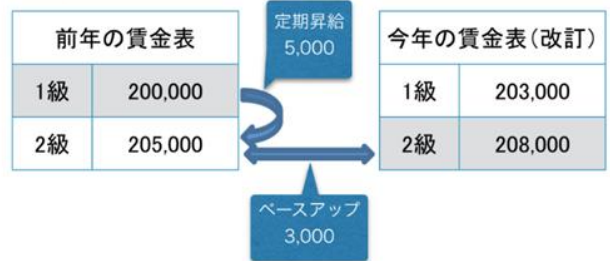 前年の賃金表
1級 200,000
2級 205,000
定期昇給
5,000
ベースアップ
3,000
今年の賃金表(改訂)
1級 203,000
2級 208,000